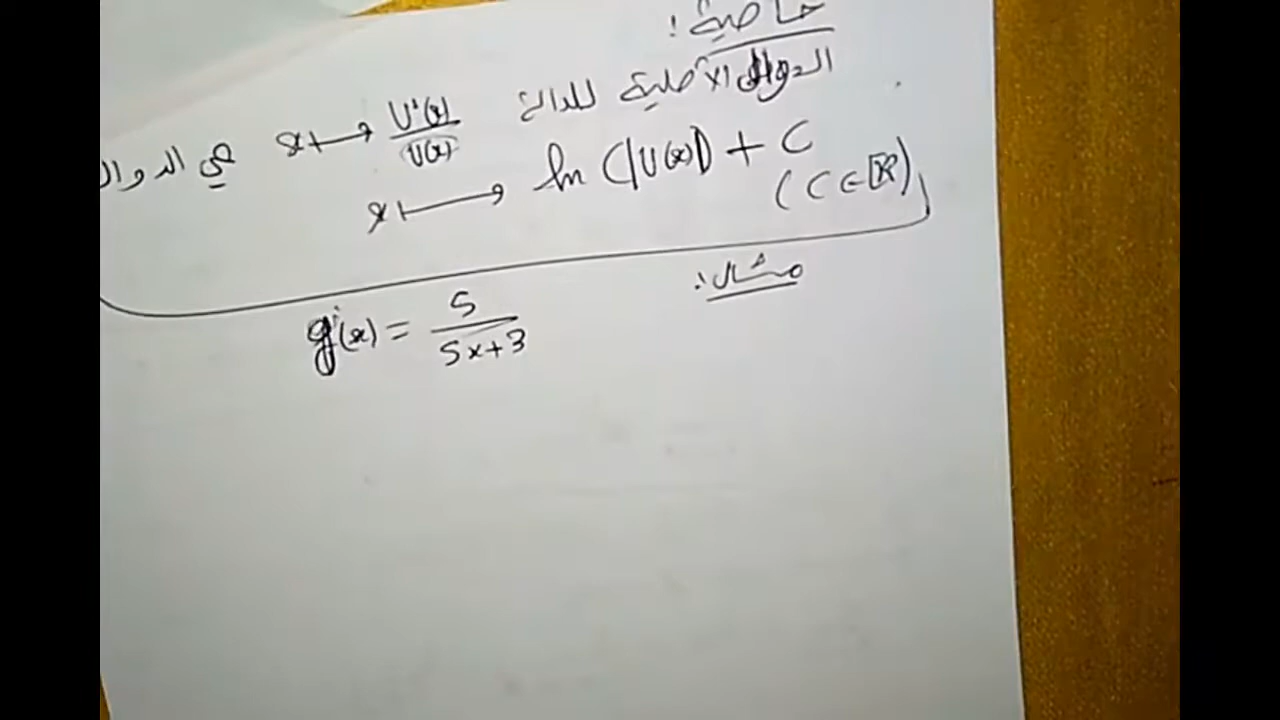 خاصية:
الدوال الأصلية للدالة x ↦ U'(x)/U(x) هي الدوال
x ↦ ln(|U(x)|) + C
(C ∈ ℝ)
مثال:
g(x) = 5/(5x+3)